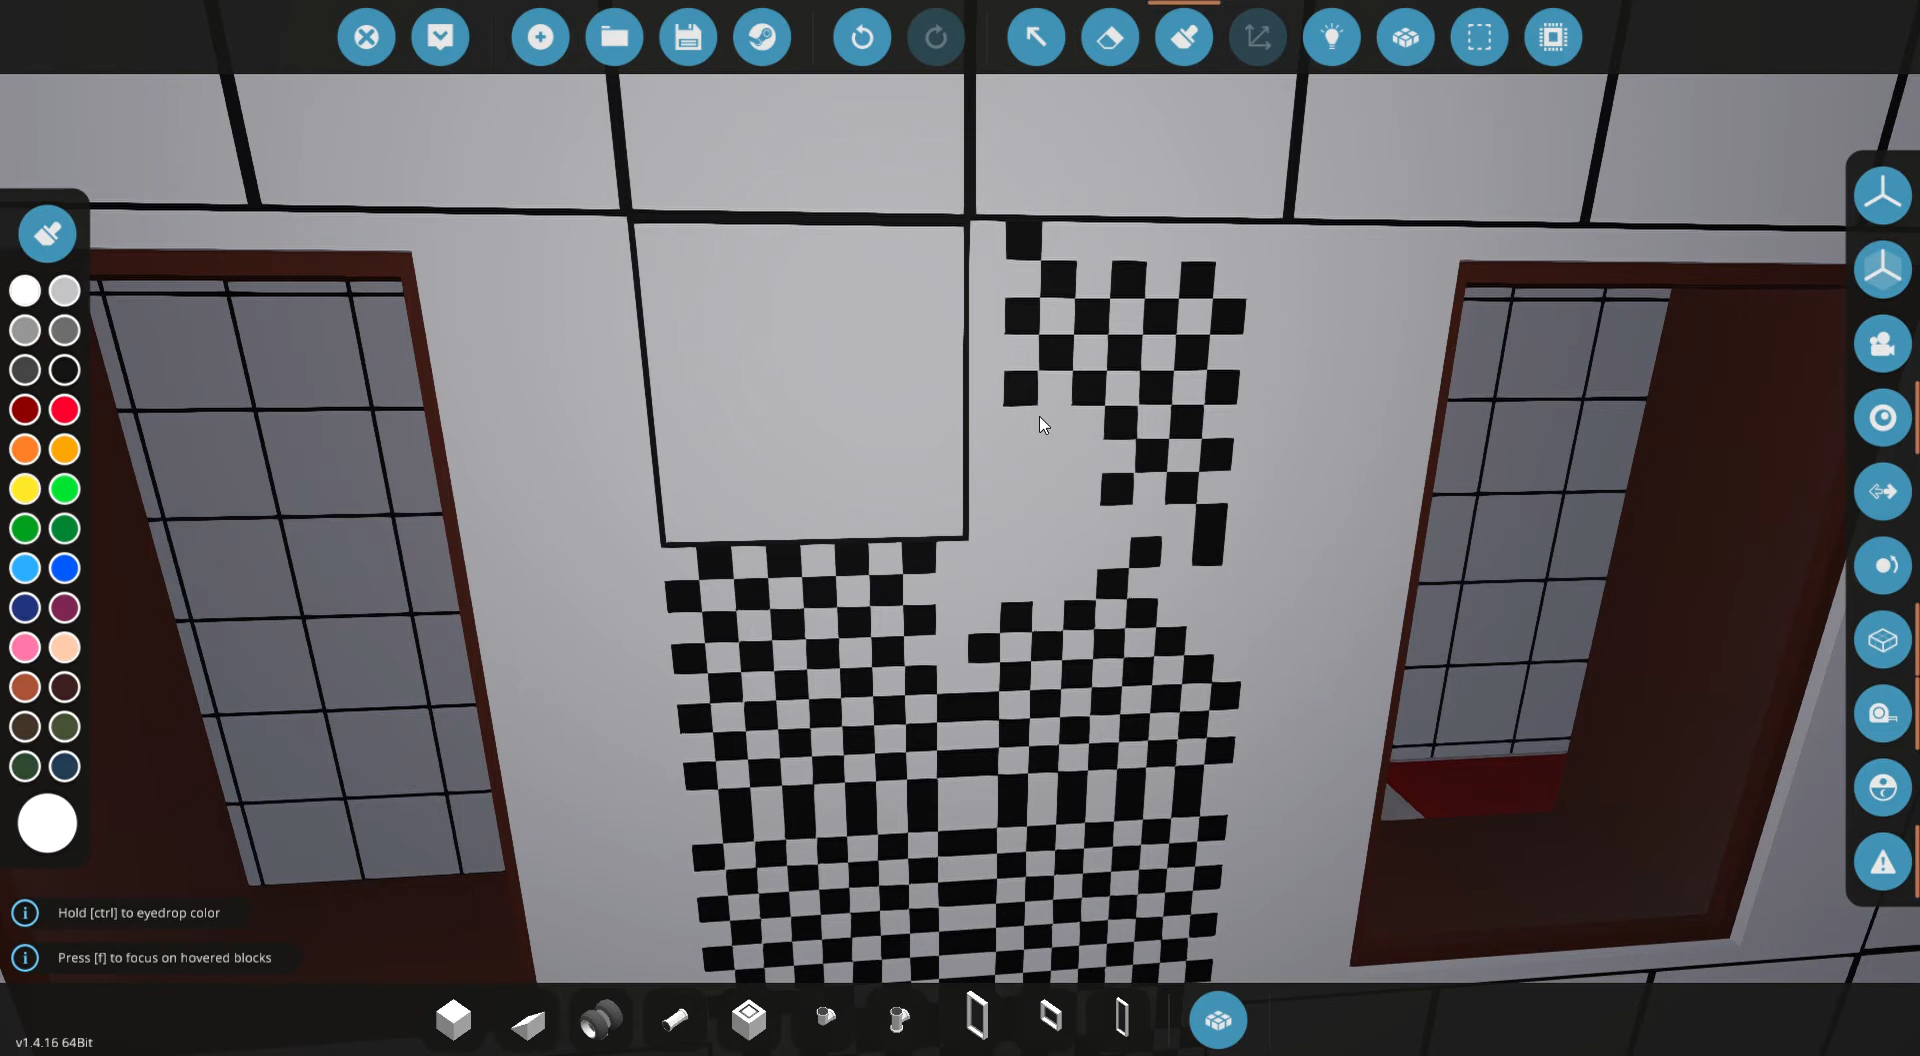 Hold [ctrl] to eyedrop color
Press [f] to focus on hovered blocks
v1.4.16 64Bit